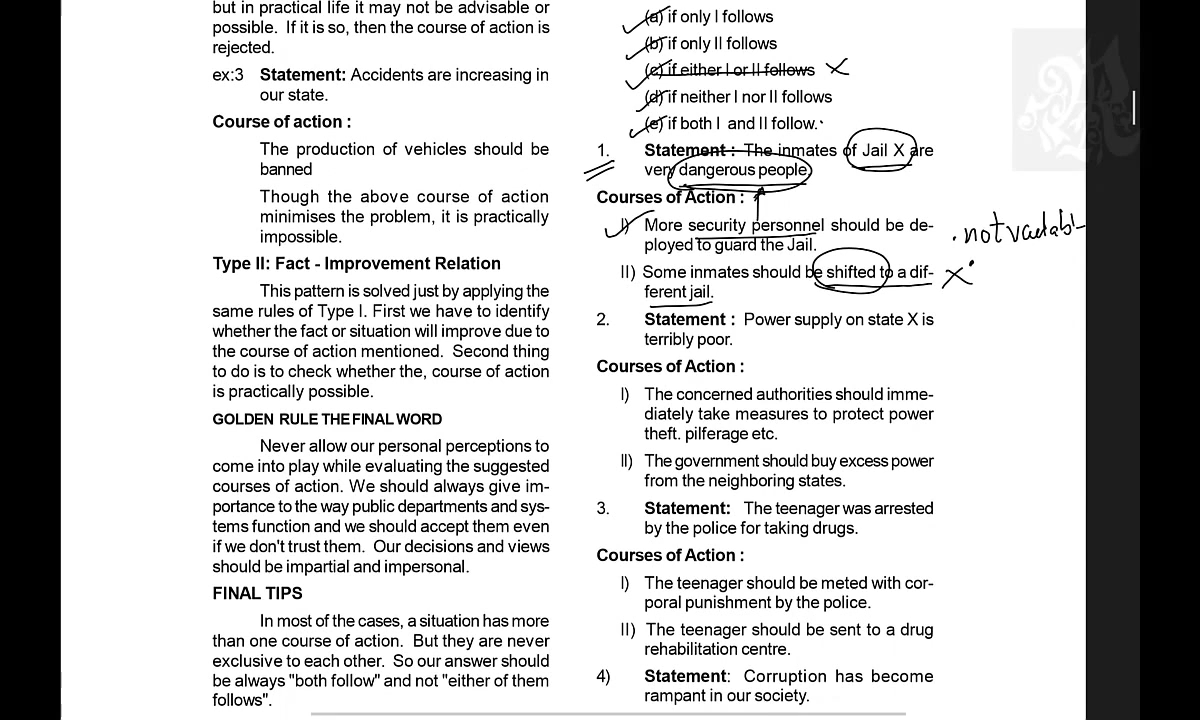 but in practical life it may not be advisable or
possible. If it is so, then the course of action is
rejected.
ex:3 Statement: Accidents are increasing in
our state.
Course of action :
The production of vehicles should be
banned
Though the above course of action
minimises the problem, it is practically
impossible.
Type II: Fact - Improvement Relation
This pattern is solved just by applying the
same rules of Type I. First we have to identify
whether the fact or situation will improve due to
the course of action mentioned. Second thing
to do is to check whether the, course of action
is practically possible.
GOLDEN RULE THE FINAL WORD
Never allow our personal perceptions to
come into play while evaluating the suggested
courses of action. We should always give im-
portance to the way public departments and sys-
tems function and we should accept them even
if we don't trust them. Our decisions and views
should be impartial and impersonal.
FINAL TIPS
In most of the cases, a situation has more
than one course of action. But they are never
exclusive to each other. So our answer should
be always "both follow" and not "either of them
follows".
(a) if only I follows
(b) if only II follows
(c) if either I or II follows X
(d) if neither I nor II follows
(e) if both I and II follow.
1. Statement : The inmates of Jail X are
very dangerous people
Courses of Action :
I) More security personnel should be de-
ployed to guard the Jail.
II) Some inmates should be shifted to a dif- X
ferent jail.
2. Statement : Power supply on state X is
terribly poor.
Courses of Action :
I) The concerned authorities should imme-
diately take measures to protect power
theft. pilferage etc.
II) The government should buy excess power
from the neighboring states.
3. Statement: The teenager was arrested
by the police for taking drugs.
Courses of Action :
I) The teenager should be meted with cor-
poral punishment by the police.
II) The teenager should be sent to a drug
rehabilitation centre.
4) Statement: Corruption has become
rampant in our society.
not